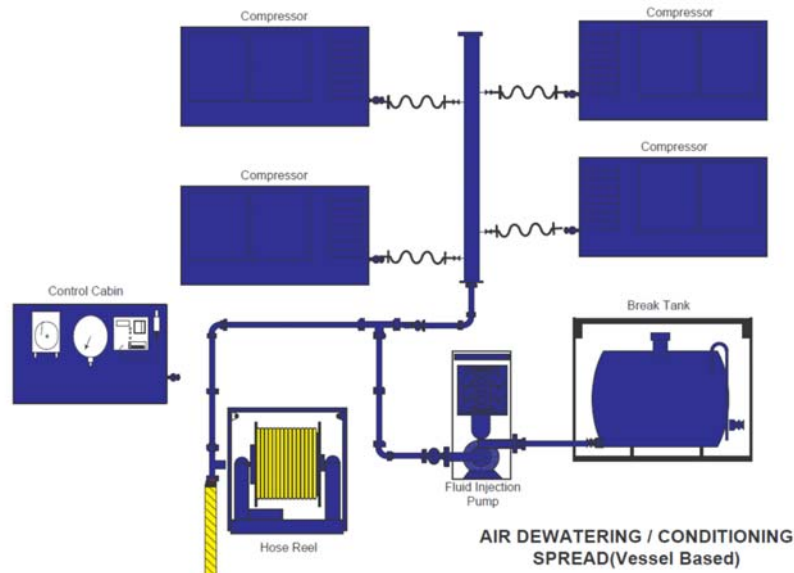 Compressor
Compressor
Compressor
Compressor
Control Cabin
Break Tank
Fluid Injection
Pump
Hose Reel
AIR DEWATERING / CONDITIONING
SPREAD(Vessel Based)